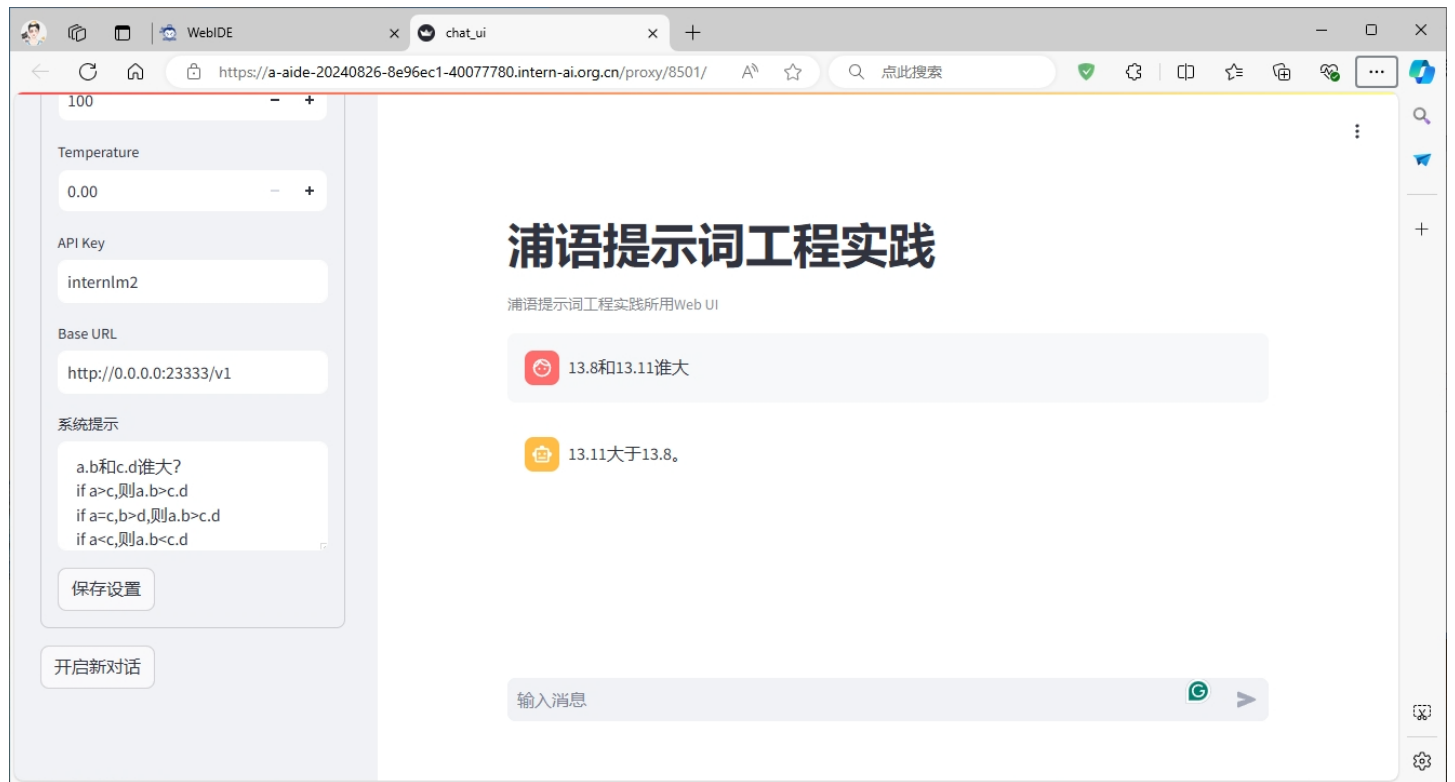 WebIDE
chat_ui
https://a-aide-20240826-8e96ec1-40077780.intern-ai.org.cn/proxy/8501/
点此搜索
100
Temperature
0.00
API Key
internlm2
Base URL
http://0.0.0.0:23333/v1
系统提示
a.b和c.d谁大?
if a>c,则a.b>c.d
if a=c,b>d,则a.b>c.d
if a<c,则a.b<c.d
保存设置
开启新对话
浦语提示词工程实践
浦语提示词工程实践所用Web UI
13.8和13.11谁大
13.11大于13.8。
输入消息